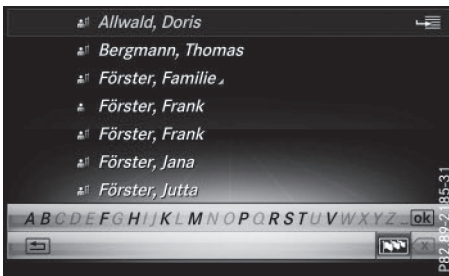 Allwald, Doris
Bergmann, Thomas
Förster, Familie
Förster, Frank
Förster, Frank
Förster, Jana
Förster, Jutta
A B C D E F G H I J K L M N O P Q R S T U V W X Y Z _ ok
X
P82.89-2185-31